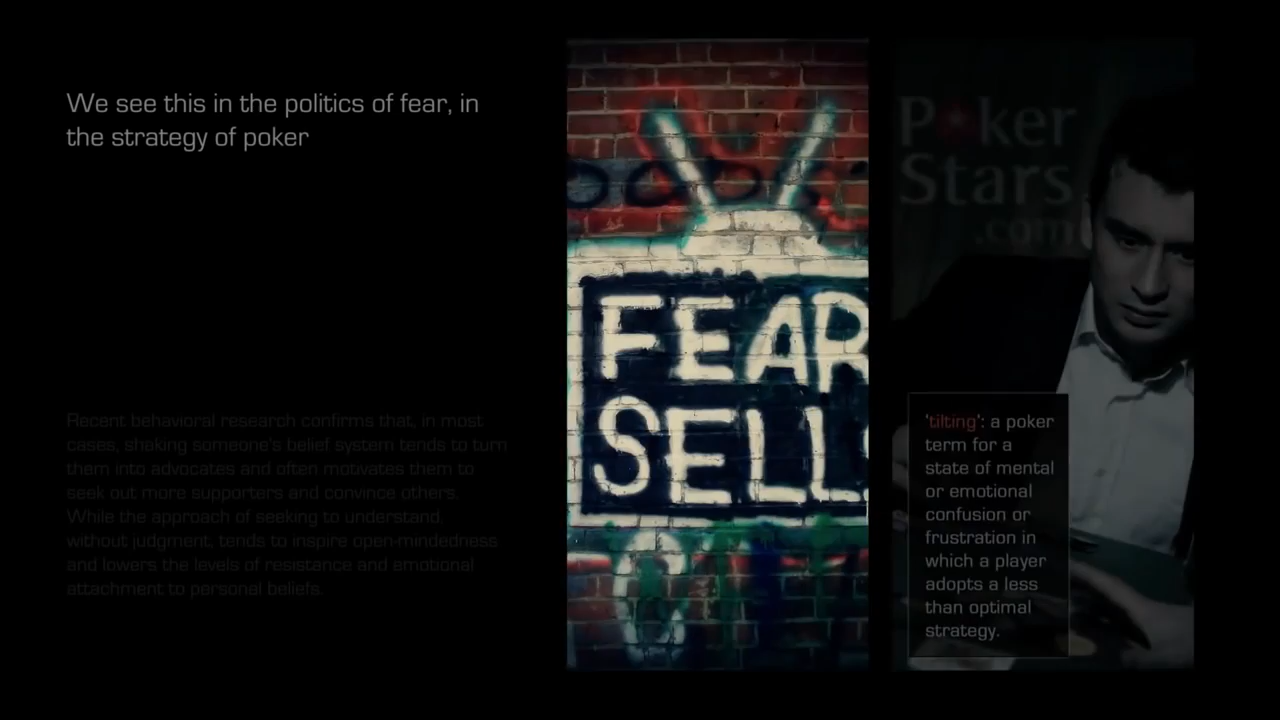 We see this in the politics of fear, in
the strategy of poker
Recent behavioral research confirms that, in most
cases, shaking someone's belief system tends to turn
them into advocates and often motivates them to
seek out more supporters and convince others.
While the approach of seeking to understand,
without judgment, tends to inspire open-mindedness
and lowers the levels of resistance and emotional
attachment to personal beliefs.
FEAR
SELLS
Poker
Stars
.com
'tilting': a poker
term for a
state of mental
or emotional
confusion or
frustration in
which a player
adopts a less
than optimal
strategy.